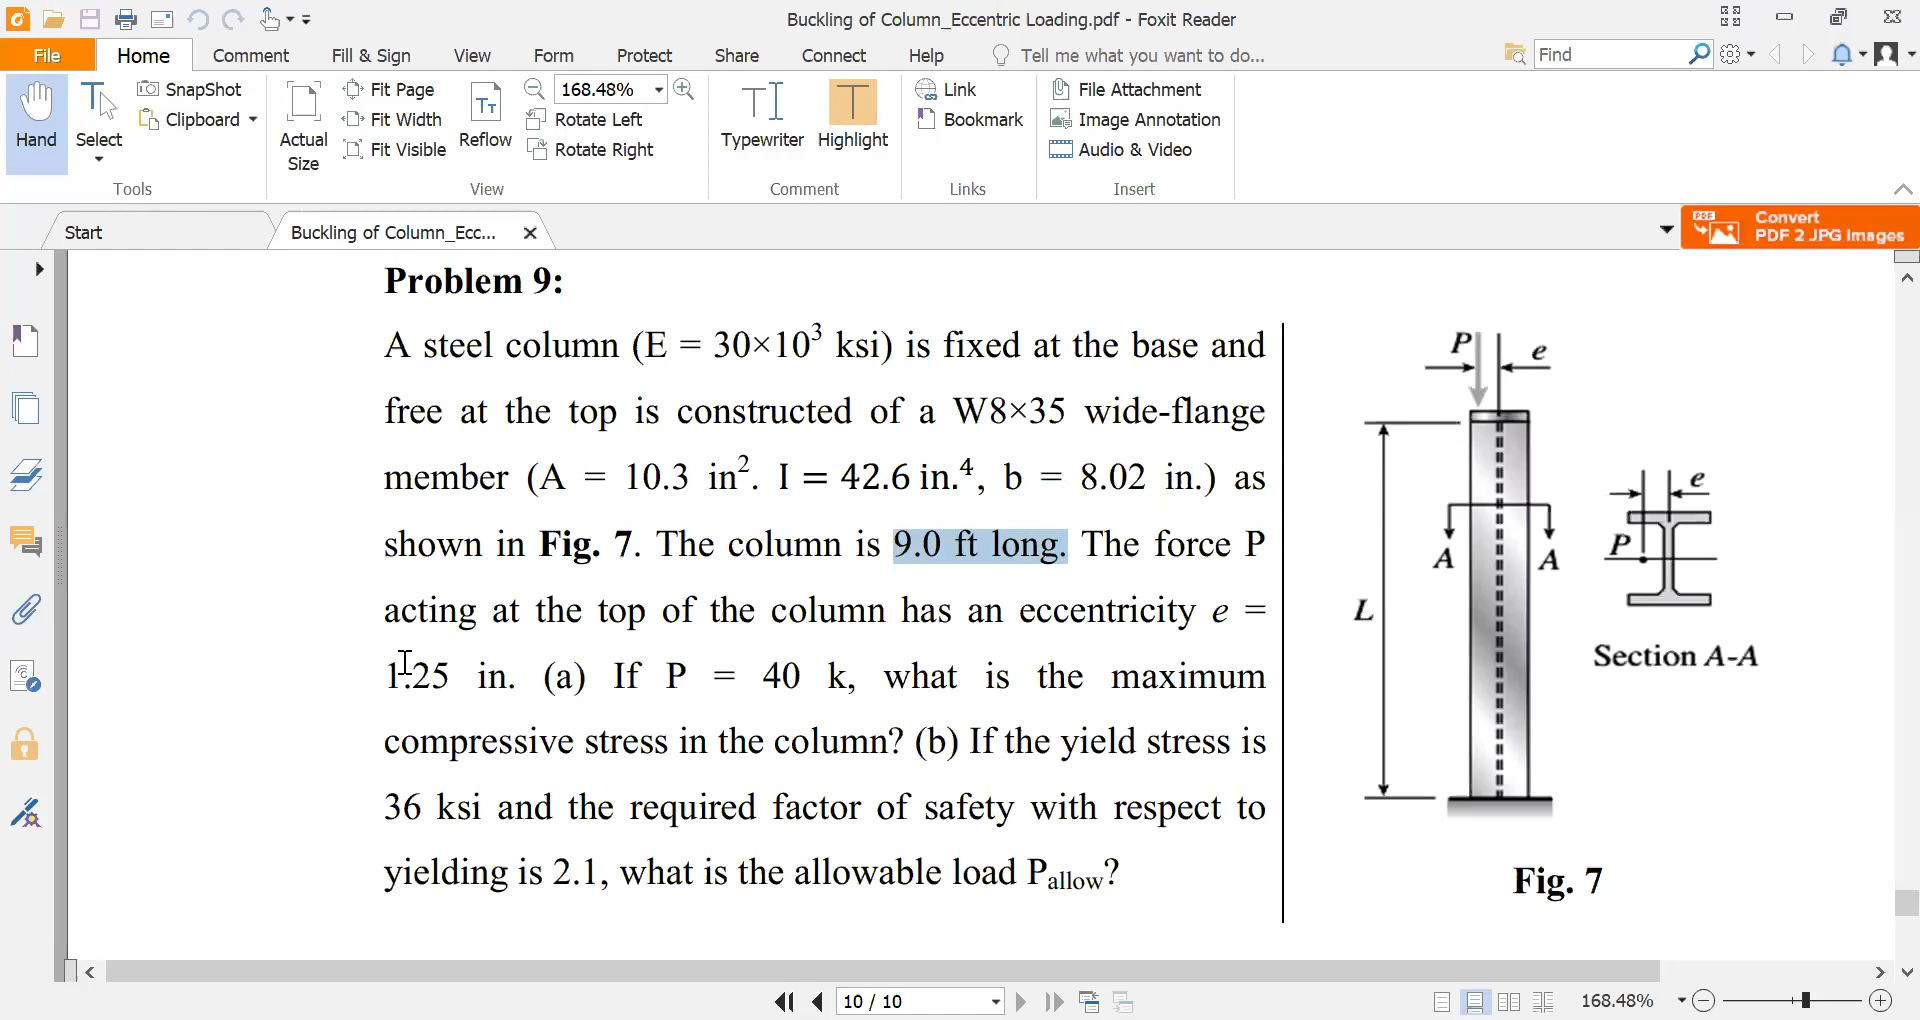 Buckling of Column_Eccentric Loading.pdf - Foxit Reader
File Home Comment Fill & Sign View Form Protect Share Connect Help Tell me what you want to do... Find
Hand
Select
SnapShot
Clipboard
Tools
Actual Size
Fit Page
Fit Width
Fit Visible
Reflow
168.48%
Rotate Left
Rotate Right
View
Typewriter
Highlight
Comment
Link
Bookmark
Links
File Attachment
Image Annotation
Audio & Video
Insert
Start
Buckling of Column_Ecc...
PDF
Convert
PDF 2 JPG Images
Problem 9:
A steel column (E = 30×10³ ksi) is fixed at the base and
free at the top is constructed of a W8×35 wide-flange
member (A = 10.3 in². I = 42.6 in.⁴, b = 8.02 in.) as
shown in Fig. 7. The column is 9.0 ft long. The force P
acting at the top of the column has an eccentricity e =
1.25 in. (a) If P = 40 k, what is the maximum
compressive stress in the column? (b) If the yield stress is
36 ksi and the required factor of safety with respect to
yielding is 2.1, what is the allowable load Pallow?
P e
A A
L
e
P
Section A-A
Fig. 7
10 / 10
168.48%